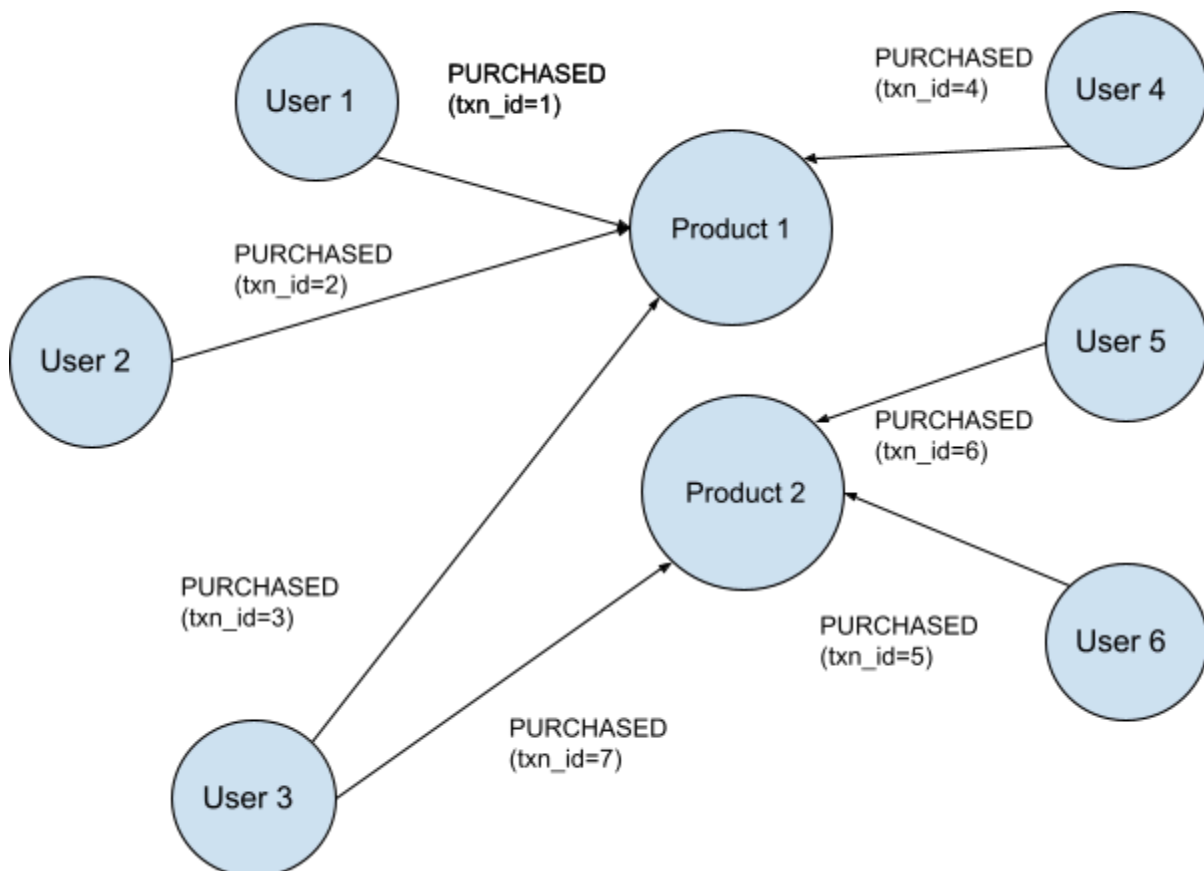 User 1
PURCHASED
(txn_id=1)
PURCHASED
(txn_id=4)
User 4
Product 1
PURCHASED
(txn_id=2)
User 2
User 5
PURCHASED
(txn_id=6)
Product 2
PURCHASED
(txn_id=3)
PURCHASED
(txn_id=5)
User 6
PURCHASED
(txn_id=7)
User 3